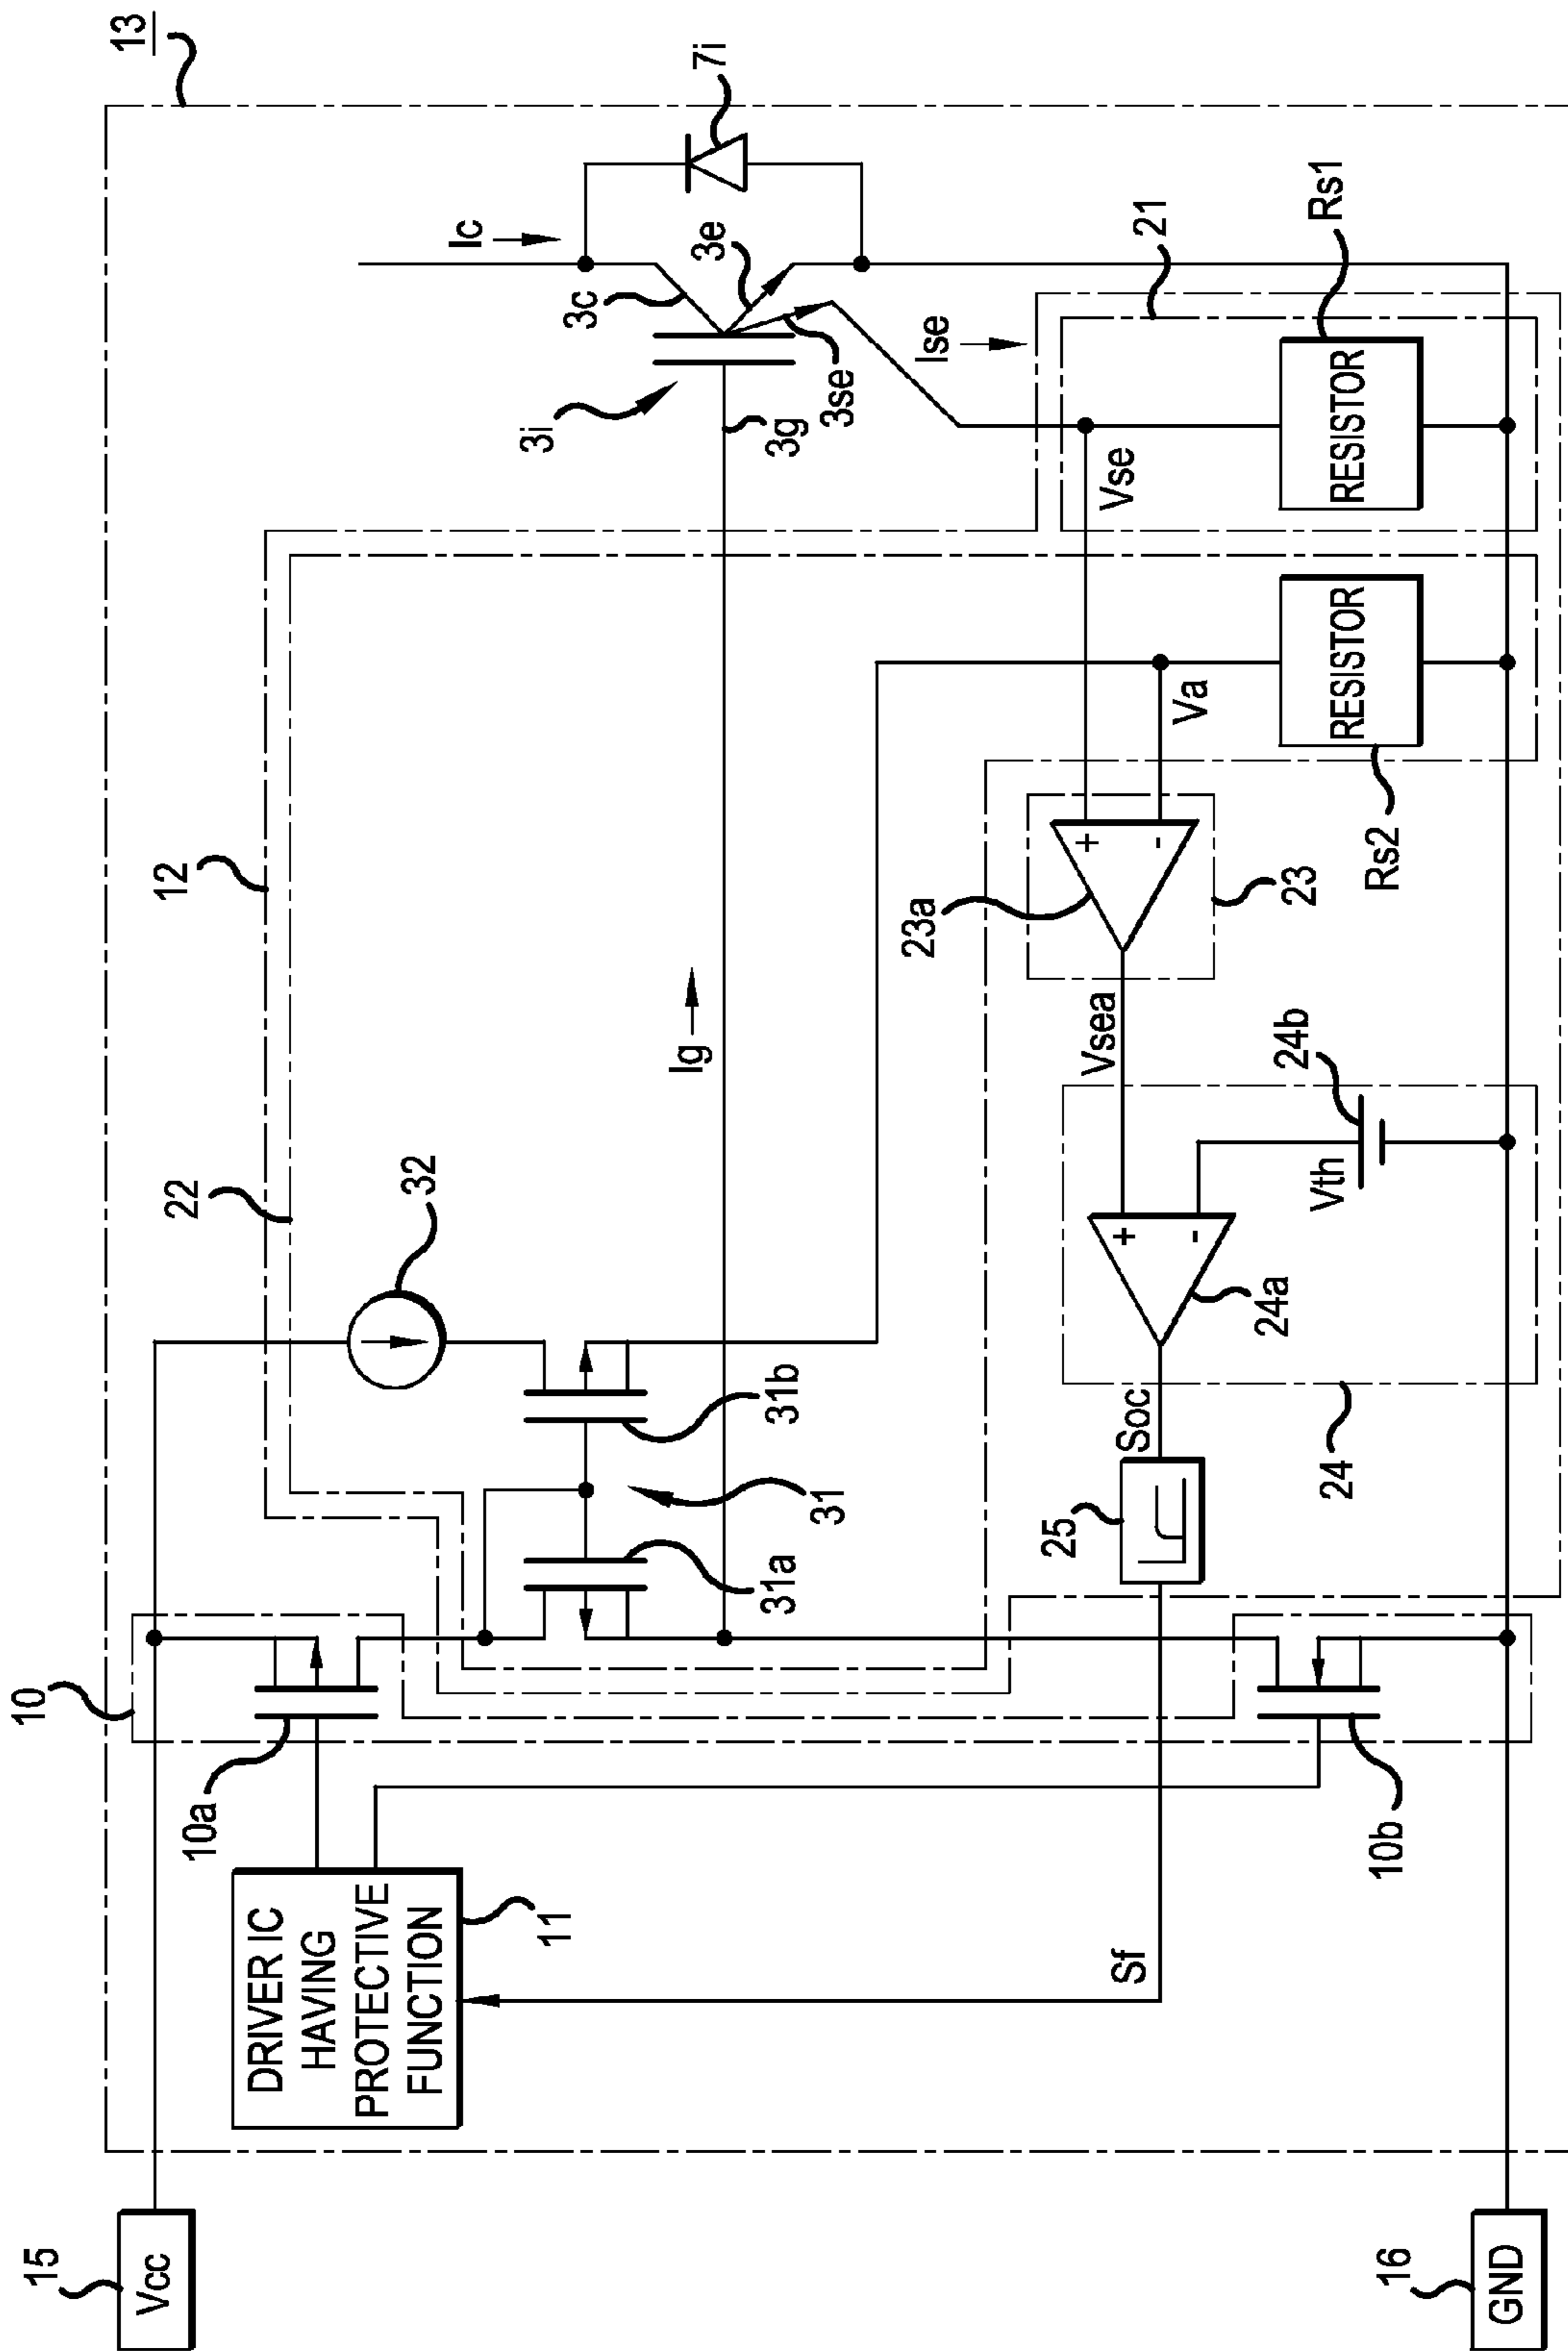 13
15
Vcc
10
10a
DRIVER IC
HAVING
PROTECTIVE
FUNCTION
11
22
12
32
31a
31
31b
Ig
3i
3g
3c
3se
3e
Ic
7i
Ise
21
Vse
RESISTOR
Rs1
Va
RESISTOR
Rs2
23a
+
-
23
Vsea
24b
Vth
+
-
24a
24
Soc
25
Sf
10b
16
GND